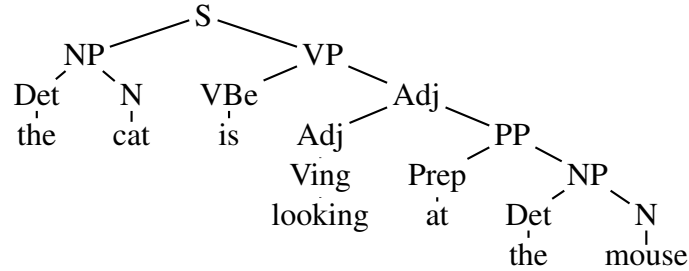 S
NP VP
Det N VBe Adj
the cat is Adj PP
Ving Prep NP
looking at Det N
the mouse